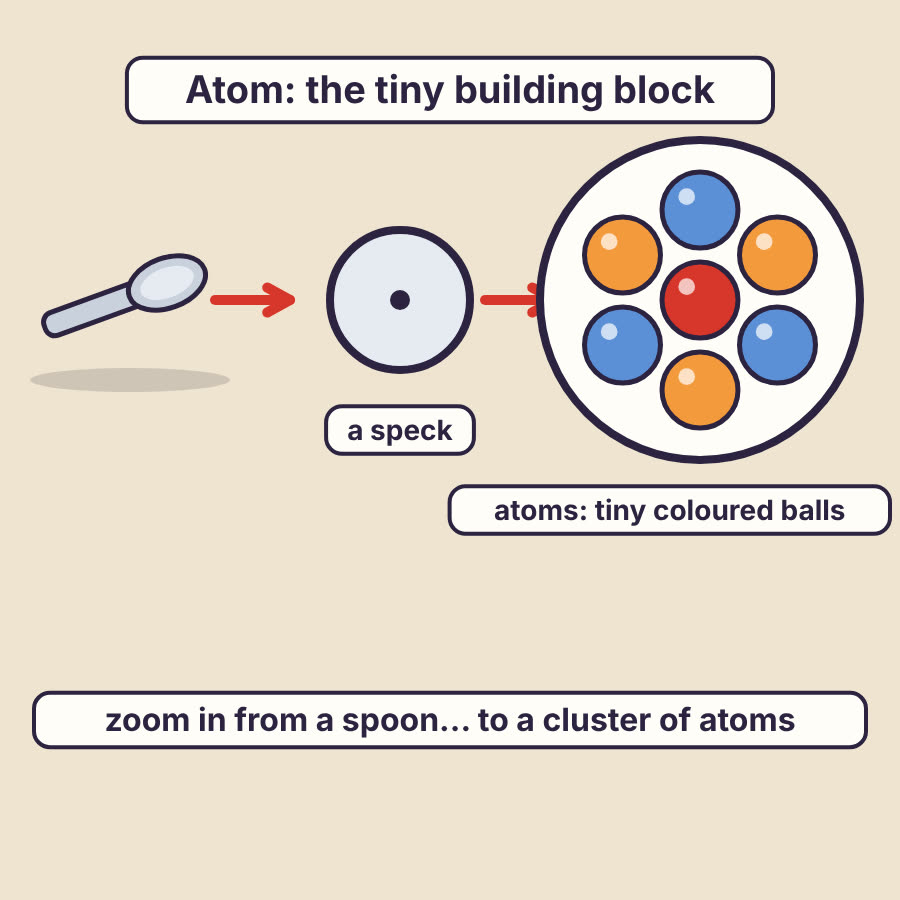 Atom: the tiny building block
a speck
atoms: tiny coloured balls
zoom in from a spoon... to a cluster of atoms